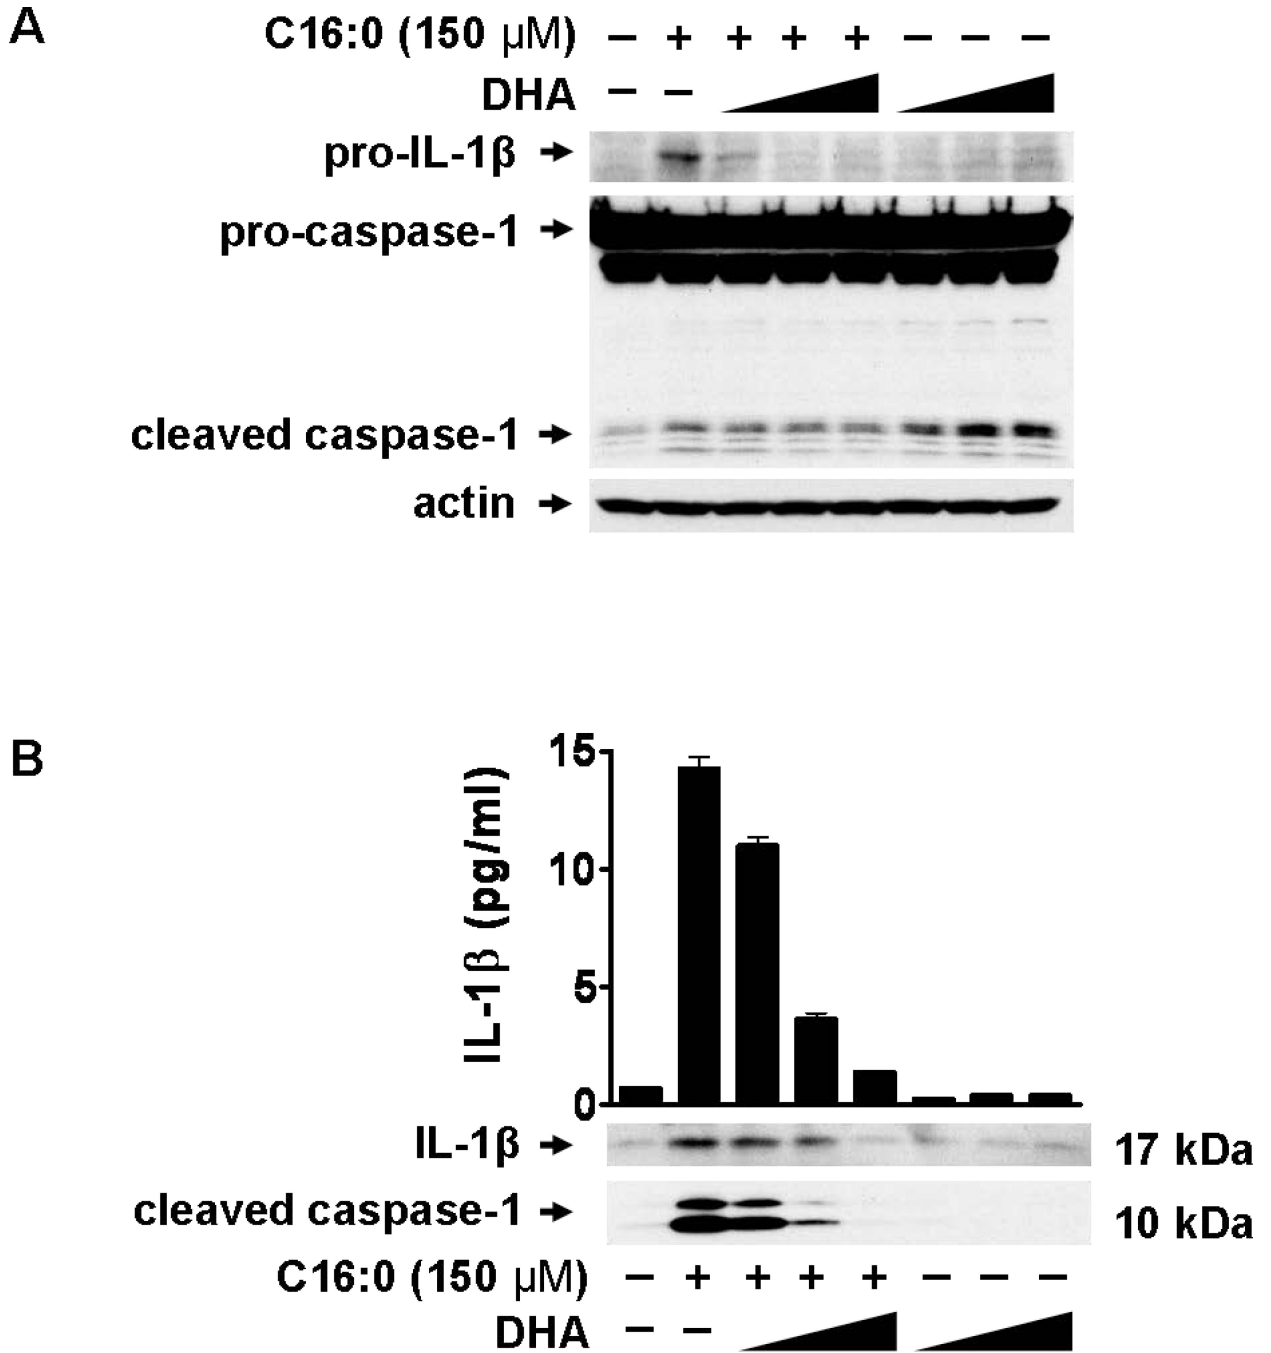 A
C16:0 (150 µM) − + + + + − − −
DHA − −
pro-IL-1β
pro-caspase-1
cleaved caspase-1
actin
B
IL-1β (pg/ml)
15
10
5
0
IL-1β 17 kDa
cleaved caspase-1 10 kDa
C16:0 (150 µM) − + + + + − − −
DHA − −